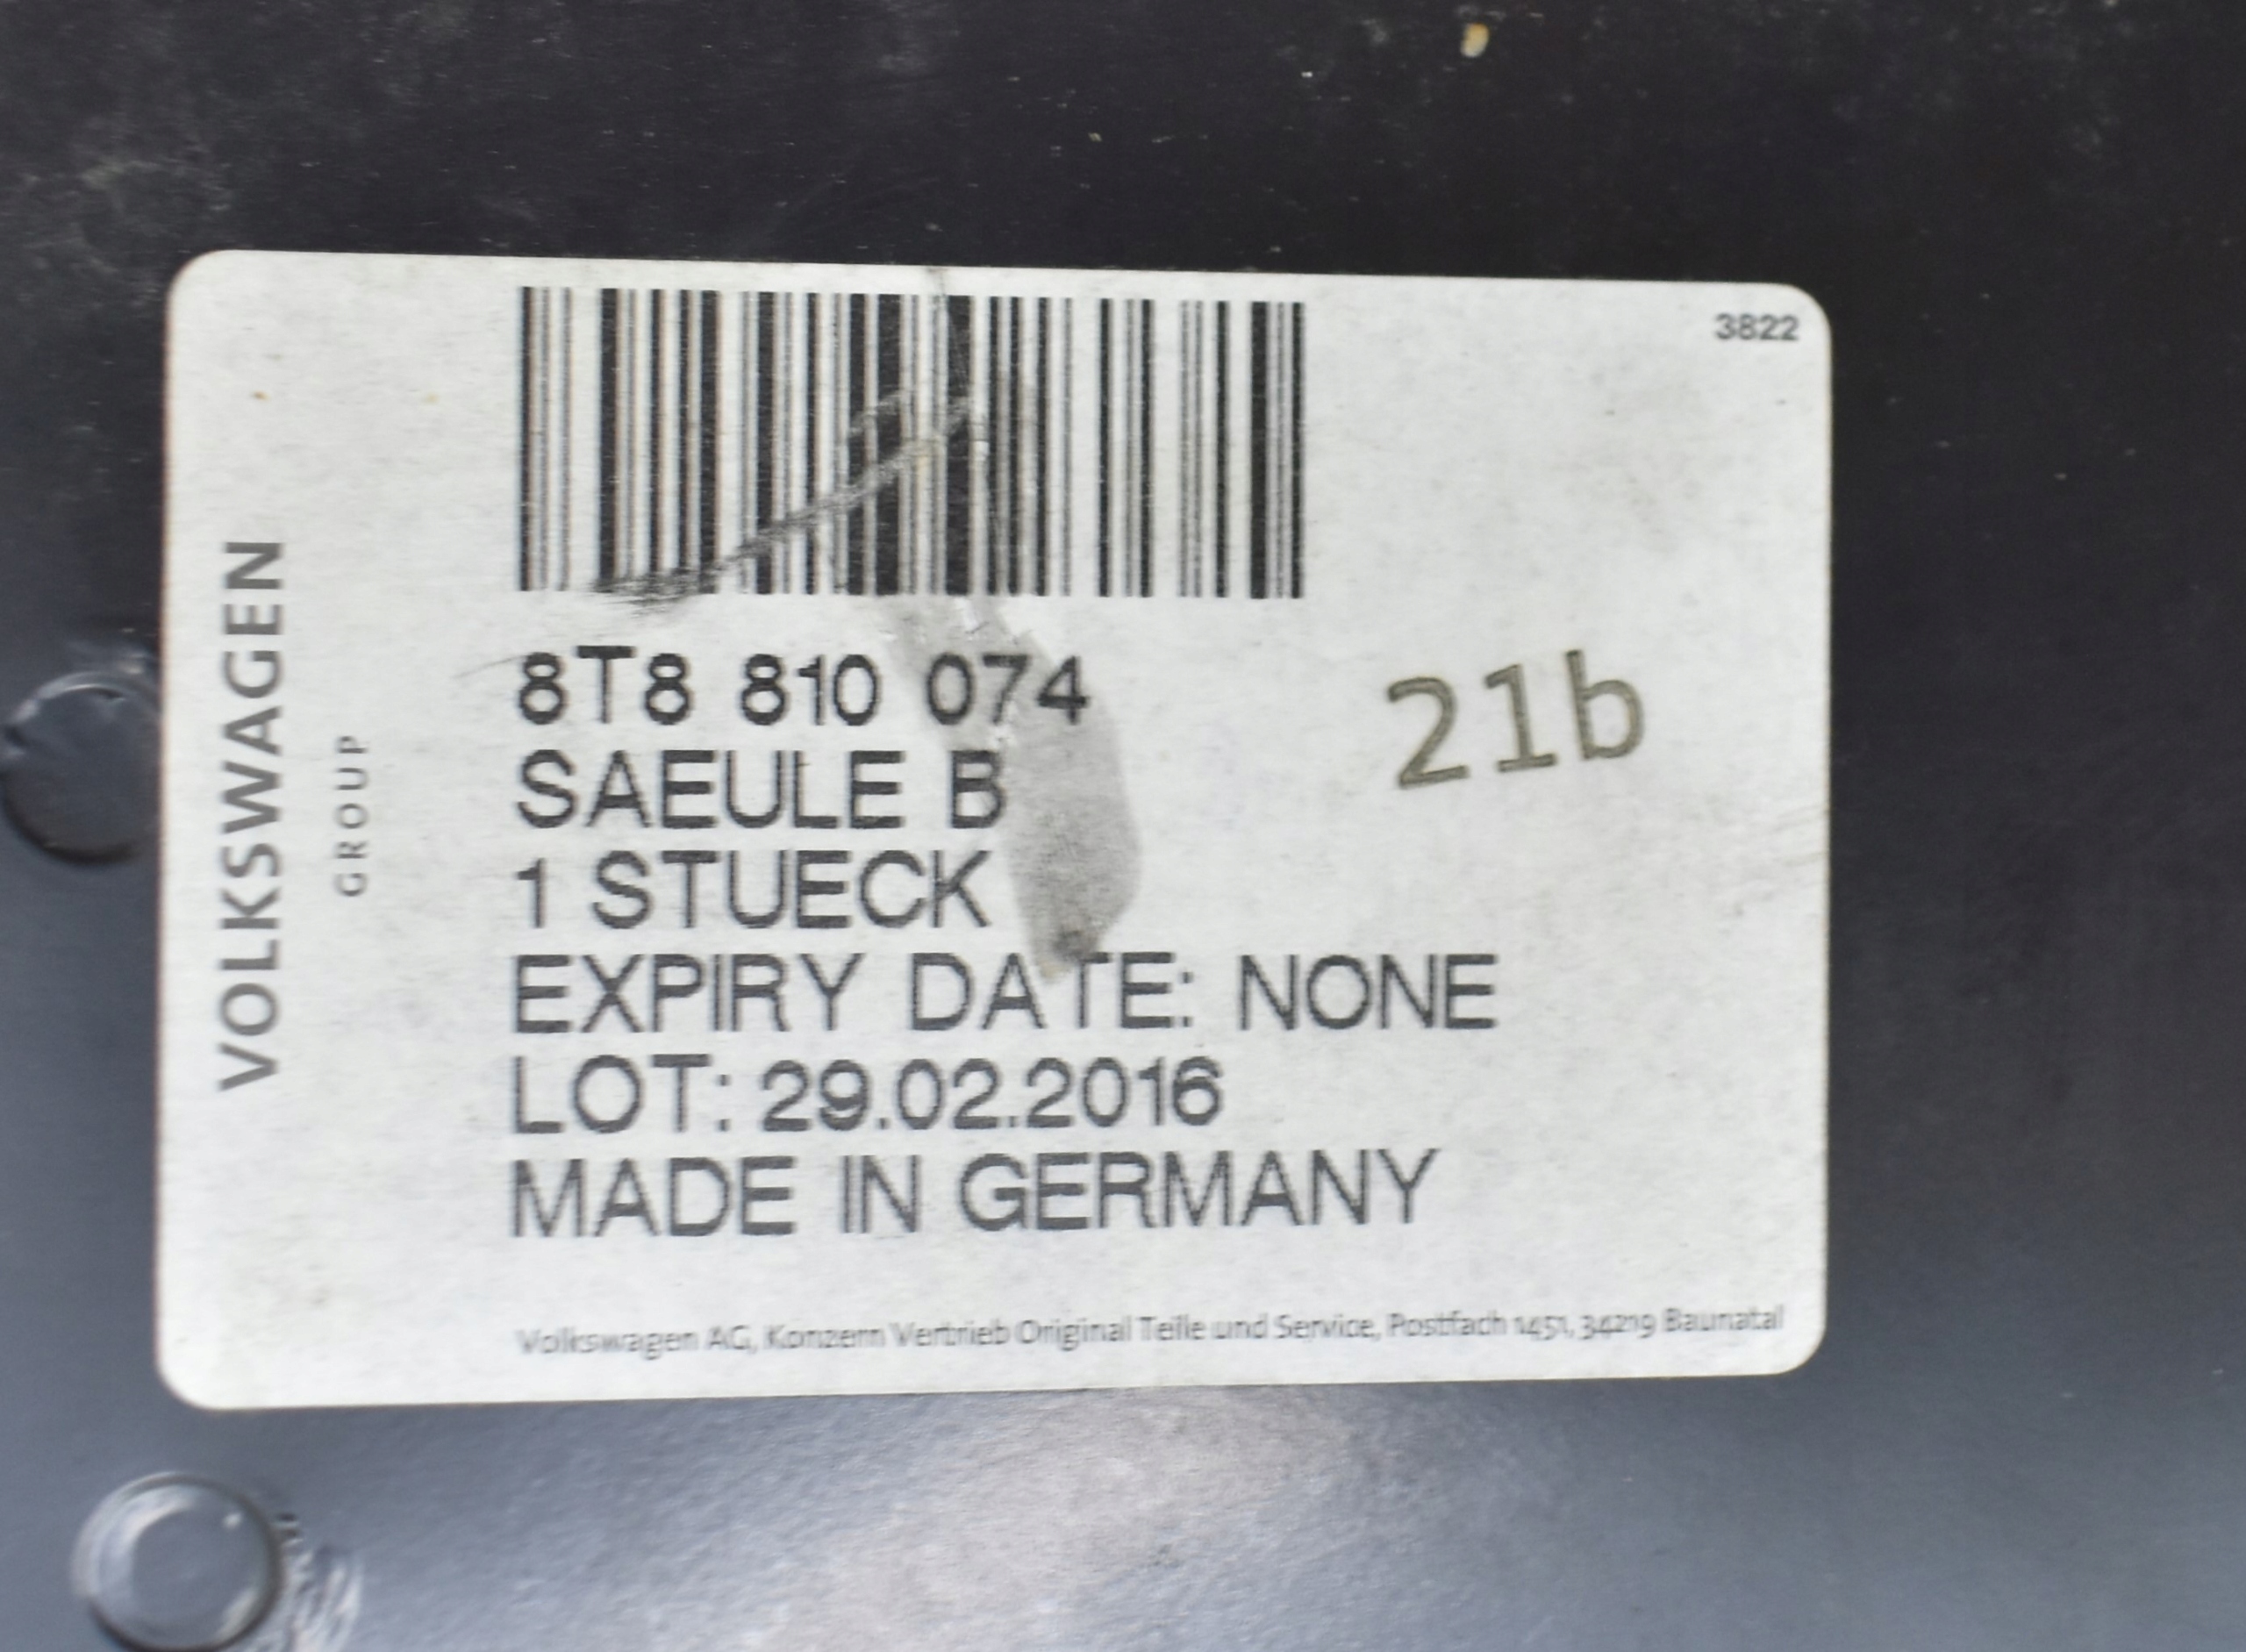 3822
VOLKSWAGEN
GROUP
8T8 810 074
21b
SAEULE B
1 STUECK
EXPIRY DATE: NONE
LOT: 29.02.2016
MADE IN GERMANY
Volkswagen AG, Konzern Vertrieb Original Teile und Service, Postfach 1451, 34219 Baunatal